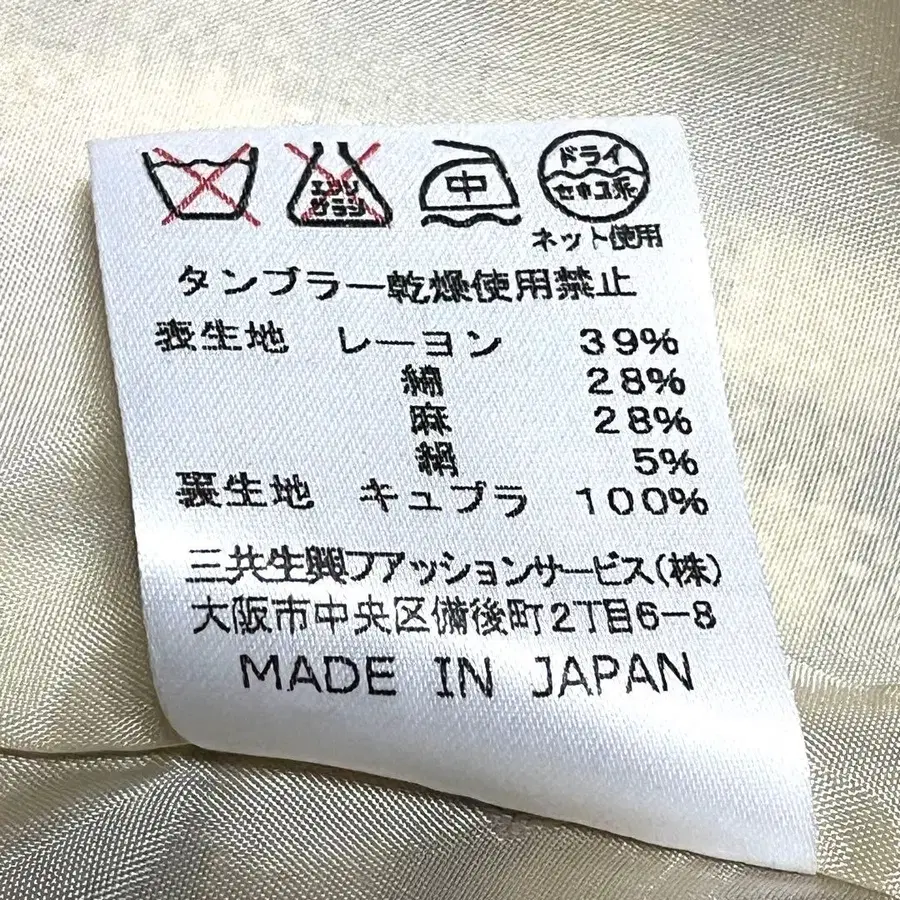 エンソ
サラシ
中
ドライ
セキユ系
ネット使用
タンブラー乾燥使用禁止
表生地 レーヨン 39%
綿 28%
麻 28%
絹 5%
裏生地 キュプラ 100%
三共生興ファッションサービス(株)
大阪市中央区備後町2丁目6-8
MADE IN JAPAN